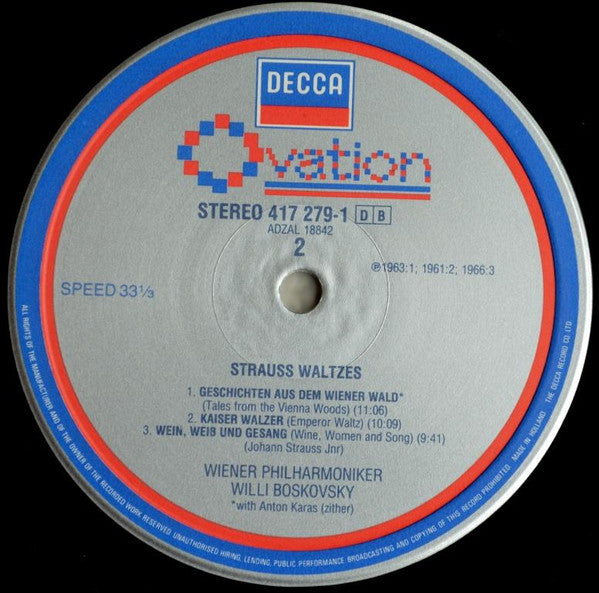 DECCA
Ovation
STEREO 417 279-1 DB
ADZAL 18842
2
℗1963:1; 1961:2; 1966:3
SPEED 33⅓
STRAUSS WALTZES
1. GESCHICHTEN AUS DEM WIENER WALD*
(Tales from the Vienna Woods) (11:06)
2. KAISER WALZER (Emperor Waltz) (10:09)
3. WEIN, WEIß UND GESANG (Wine, Women and Song) (9:41)
(Johann Strauss Jnr)
WIENER PHILHARMONIKER
WILLI BOSKOVSKY
*with Anton Karas (zither)
ALL RIGHTS OF THE MANUFACTURER AND OF THE OWNER OF THE RECORDED WORK RESERVED. UNAUTHORISED HIRING, LENDING, PUBLIC PERFORMANCE, BROADCASTING AND COPYING OF THIS RECORD PROHIBITED. MADE IN HOLLAND. THE DECCA RECORD CO. LTD